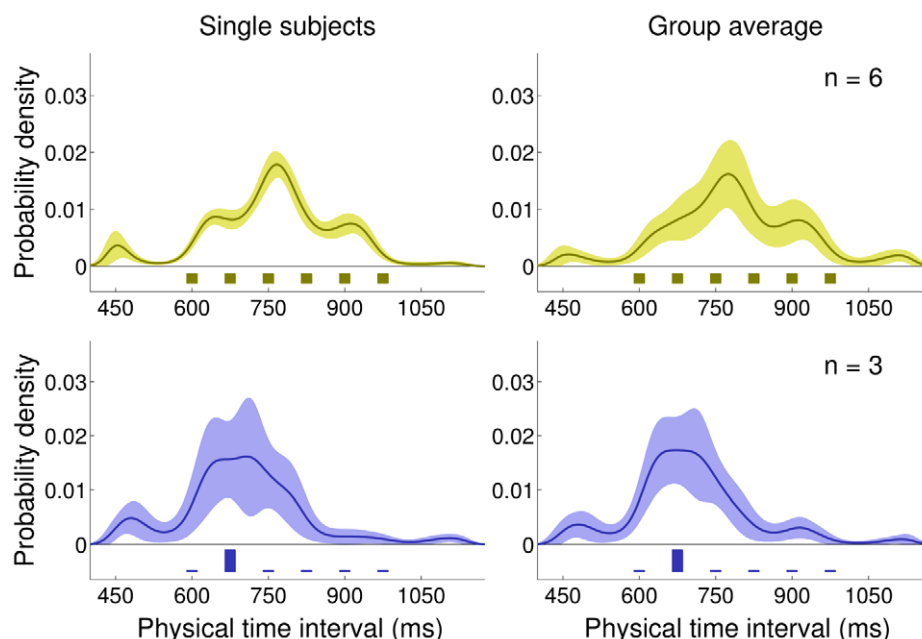 Single subjects
Group average
Probability density
0.03
0.02
0.01
0
450 600 750 900 1050
n = 6
0.03
0.02
0.01
0
450 600 750 900 1050
Probability density
0.03
0.02
0.01
0
450 600 750 900 1050
Physical time interval (ms)
n = 3
0.03
0.02
0.01
0
450 600 750 900 1050
Physical time interval (ms)